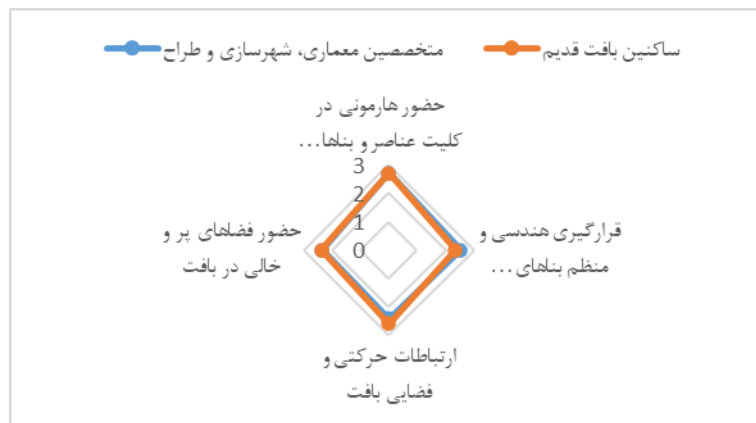 ساکنین بافت قدیم
متخصصین معماری، شهرسازی و طراح
حضور هارمونی در
کلیت عناصر و بناها...
3
2
1
0
قرارگیری هندسی و
منظم بناهای ...
حضور فضاهای پر و
خالی در بافت
ارتباطات حرکتی و
فضایی بافت